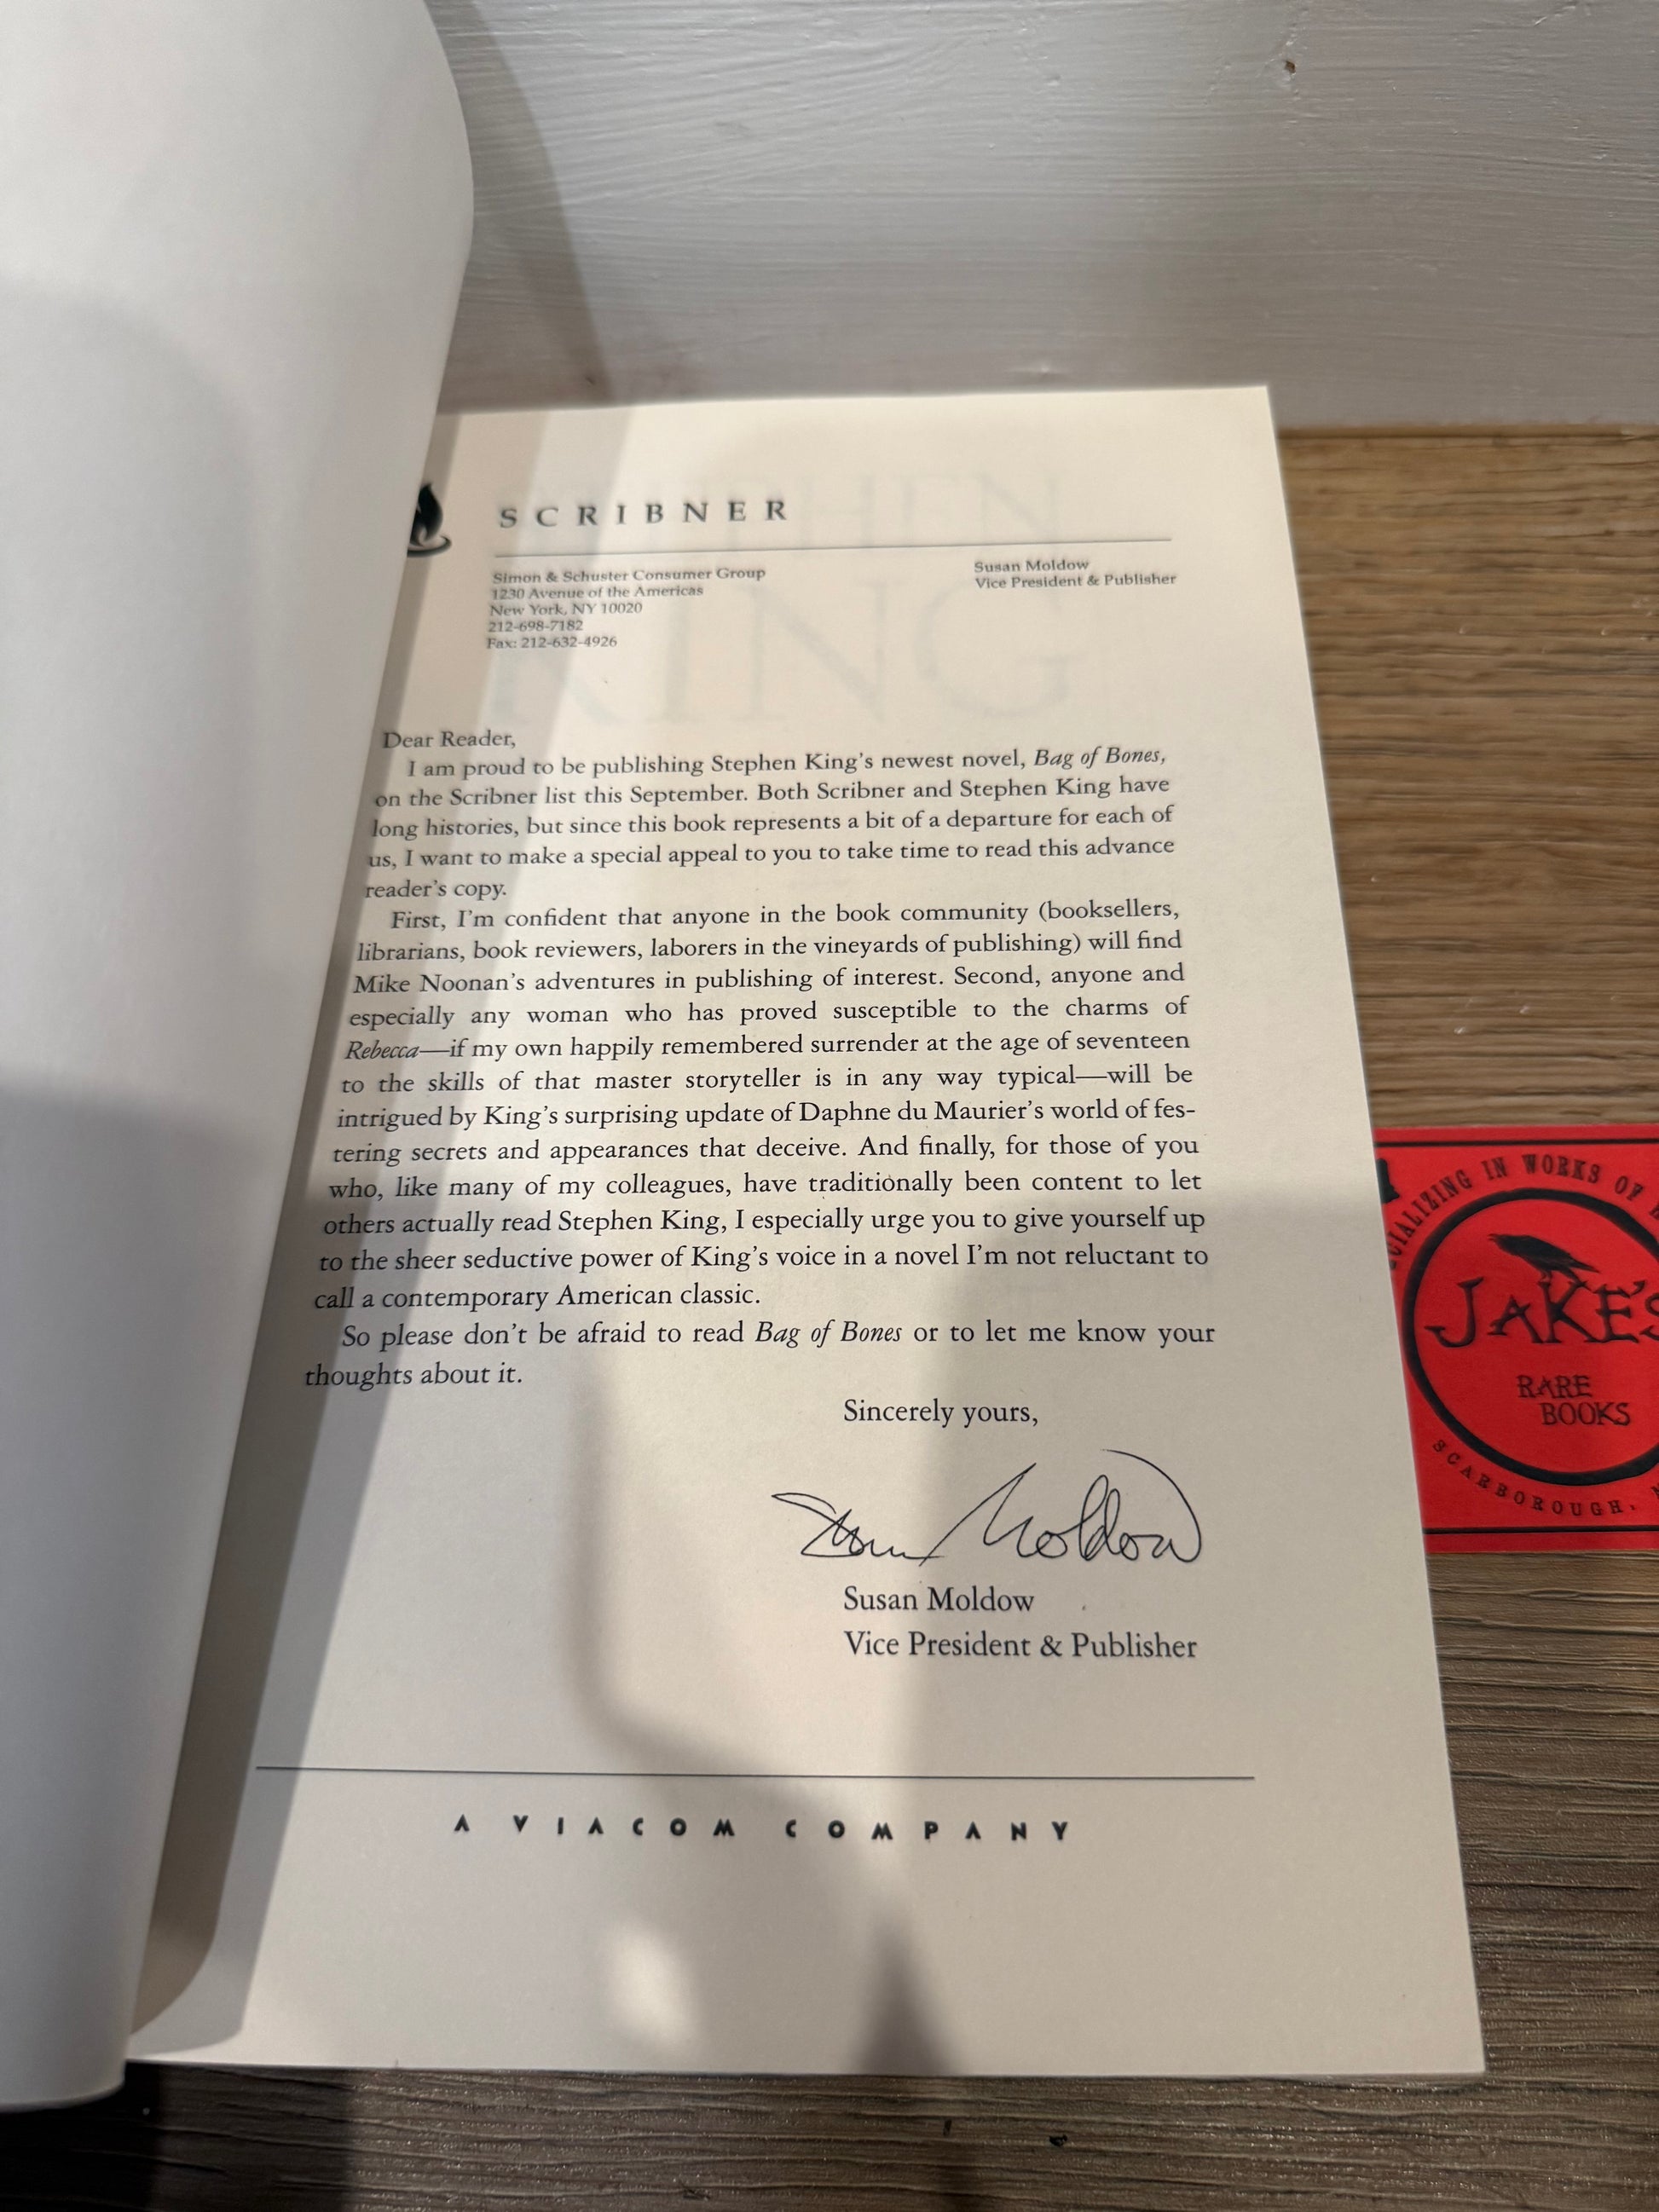 SCRIBNER
Simon & Schuster Consumer Group
1230 Avenue of the Americas
New York, NY 10020
212-698-7182
Fax: 212-632-4926
Susan Moldow
Vice President & Publisher
Dear Reader,
I am proud to be publishing Stephen King's newest novel, Bag of Bones,
on the Scribner list this September. Both Scribner and Stephen King have
long histories, but since this book represents a bit of a departure for each of
us, I want to make a special appeal to you to take time to read this advance
reader's copy.
First, I'm confident that anyone in the book community (booksellers,
librarians, book reviewers, laborers in the vineyards of publishing) will find
Mike Noonan's adventures in publishing of interest. Second, anyone and
especially any woman who has proved susceptible to the charms of
Rebecca—if my own happily remembered surrender at the age of seventeen
to the skills of that master storyteller is in any way typical—will be
intrigued by King's surprising update of Daphne du Maurier's world of fes-
tering secrets and appearances that deceive. And finally, for those of you
who, like many of my colleagues, have traditionally been content to let
others actually read Stephen King, I especially urge you to give yourself up
to the sheer seductive power of King's voice in a novel I'm not reluctant to
call a contemporary American classic.
So please don't be afraid to read Bag of Bones or to let me know your
thoughts about it.
Sincerely yours,
Susan Moldow
Susan Moldow
Vice President & Publisher
A VIACOM COMPANY
IN WORKS OF
JAKE'S
RARE
BOOKS
SCARBOROUGH,